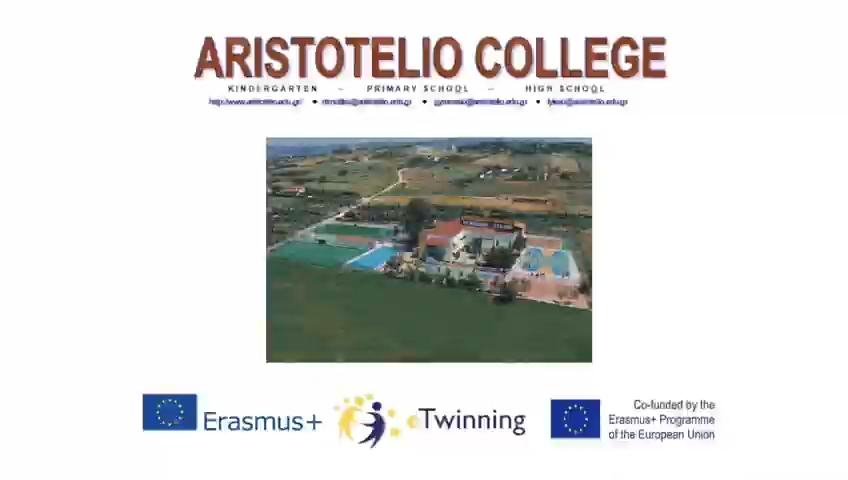 ARISTOTELIO COLLEGE
KINDERGARTEN – PRIMARY SCHOOL – HIGH SCHOOL
Erasmus+
eTwinning
Co-funded by the
Erasmus+ Programme
of the European Union